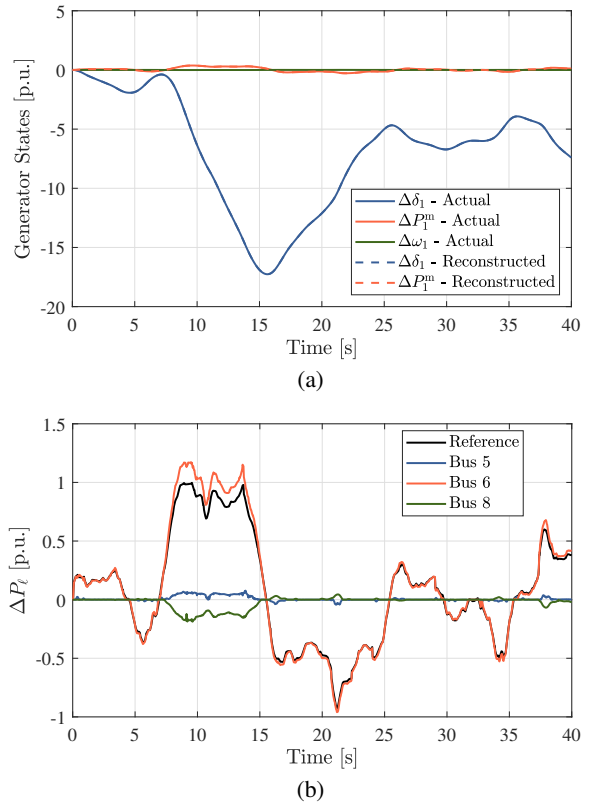 5
0
-5
-10
-15
-20
Generator States [p.u.]
Δδ₁ - Actual
ΔP₁ᵐ - Actual
Δω₁ - Actual
Δδ₁ - Reconstructed
ΔP₁ᵐ - Reconstructed
0 5 10 15 20 25 30 35 40
Time [s]
(a)
1.5
1
0.5
0
-0.5
-1
ΔPℓ [p.u.]
Reference
Bus 5
Bus 6
Bus 8
0 5 10 15 20 25 30 35 40
Time [s]
(b)